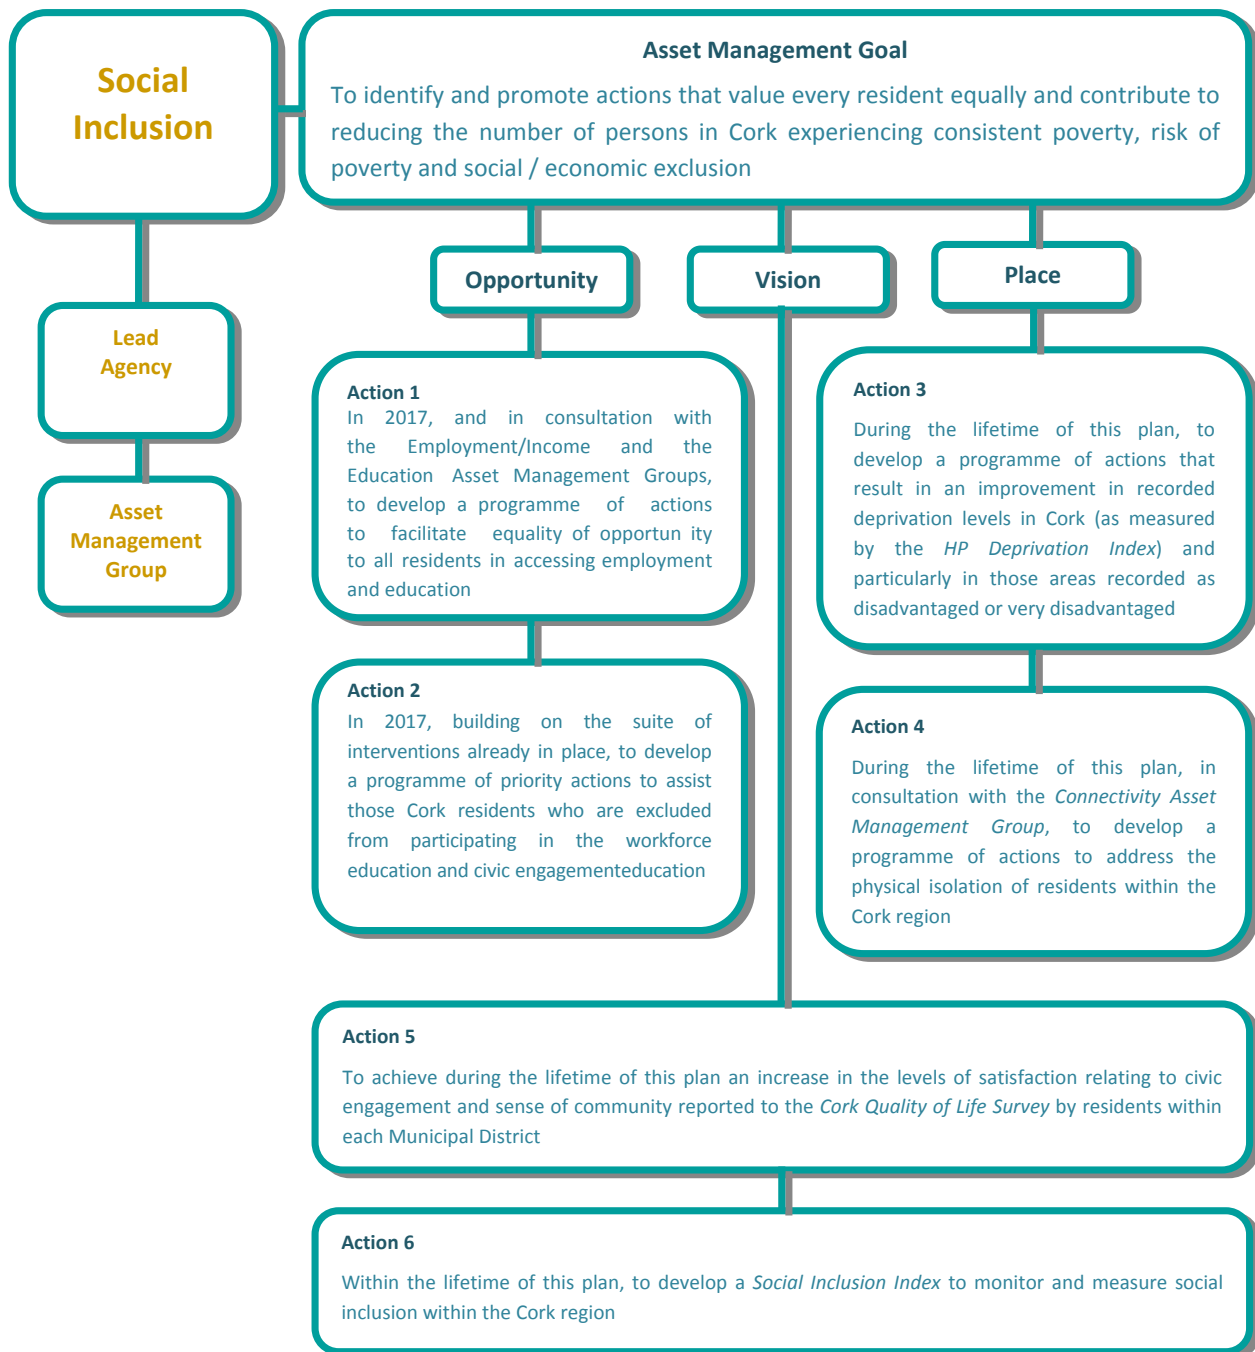 Social
Inclusion
Asset Management Goal
To identify and promote actions that value every resident equally and contribute to
reducing the number of persons in Cork experiencing consistent poverty, risk of
poverty and social / economic exclusion
Lead
Agency
Asset
Management
Group
Opportunity
Vision
Place
Action 1
In 2017, and in consultation with
the Employment/Income and the
Education Asset Management Groups,
to develop a programme of actions
to facilitate equality of opportun ity
to all residents in accessing employment
and education
Action 2
In 2017, building on the suite of
interventions already in place, to develop
a programme of priority actions to assist
those Cork residents who are excluded
from participating in the workforce
education and civic engagementeducation
Action 3
During the lifetime of this plan, to
develop a programme of actions that
result in an improvement in recorded
deprivation levels in Cork (as measured
by the HP Deprivation Index) and
particularly in those areas recorded as
disadvantaged or very disadvantaged
Action 4
During the lifetime of this plan, in
consultation with the Connectivity Asset
Management Group, to develop a
programme of actions to address the
physical isolation of residents within the
Cork region
Action 5
To achieve during the lifetime of this plan an increase in the levels of satisfaction relating to civic
engagement and sense of community reported to the Cork Quality of Life Survey by residents within
each Municipal District
Action 6
Within the lifetime of this plan, to develop a Social Inclusion Index to monitor and measure social
inclusion within the Cork region